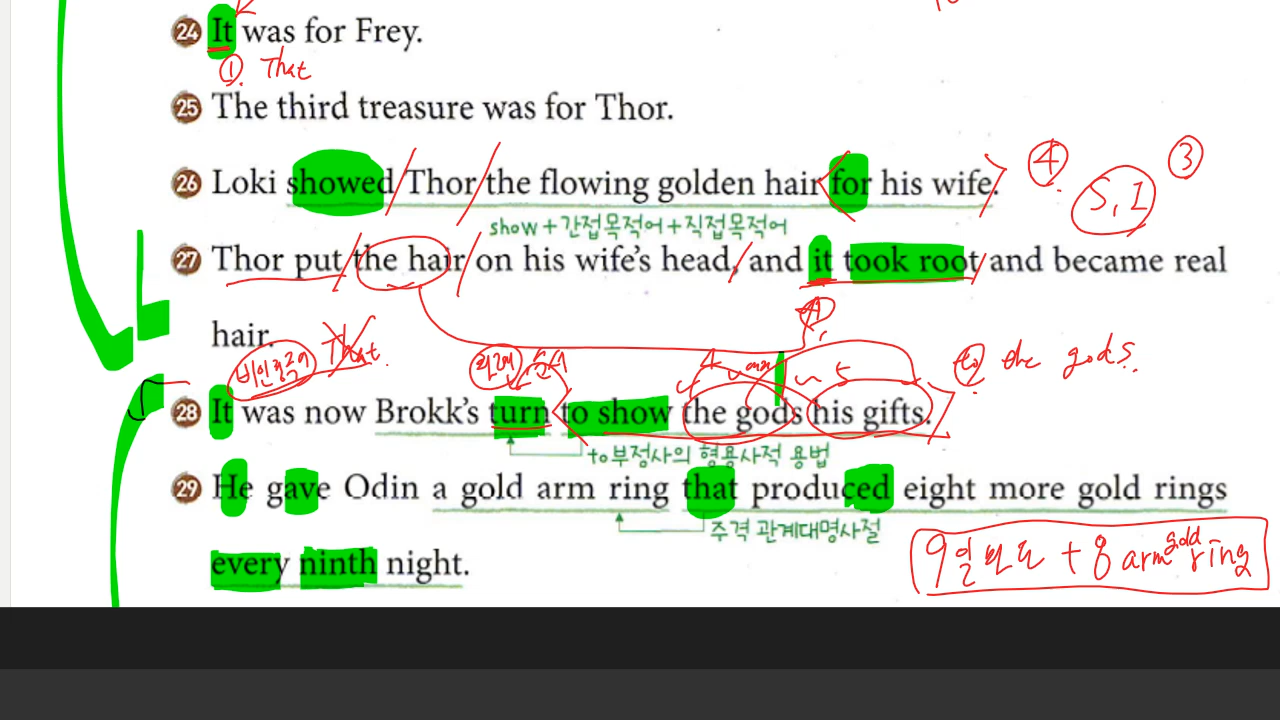 24 It was for Frey.
① That
25 The third treasure was for Thor.
④ ③
26 Loki showed Thor the flowing golden hair for his wife.
show + 간접목적어 + 직접목적어
27 Thor put the hair on his wife's head, and it took root and became real
hair.
비인칭주어 That
to the gods
28 It was now Brokk's turn to show the gods his gifts.
to부정사의 형용사적 용법
29 He gave Odin a gold arm ring that produced eight more gold rings
주격 관계대명사절
every ninth night.
9일 + 8 arm gold ring